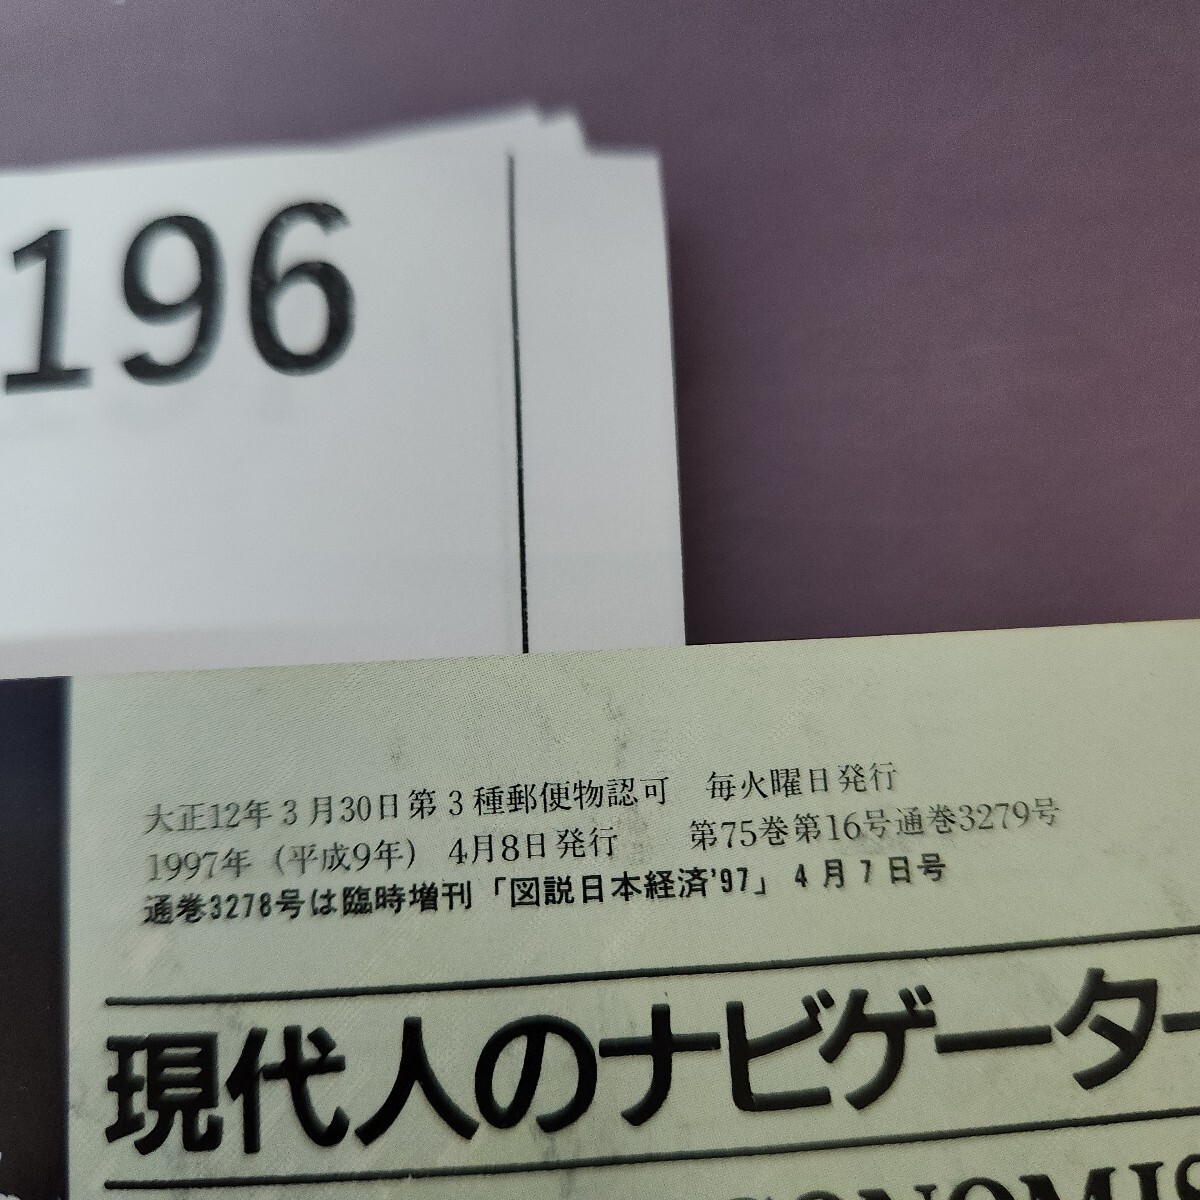 196
大正12年3月30日第3種郵便物認可　毎火曜日発行
1997年（平成9年）4月8日発行　第75巻第16号通巻3279号
通巻3278号は臨時増刊「図説日本経済'97」4月7日号
現代人のナビゲーター
ONOMIS